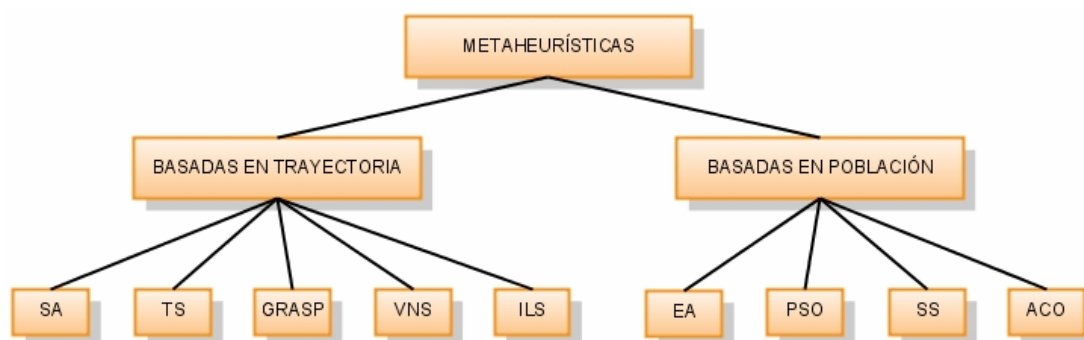 METAHEURÍSTICAS
BASADAS EN TRAYECTORIA
BASADAS EN POBLACIÓN
SA
TS
GRASP
VNS
ILS
EA
PSO
SS
ACO